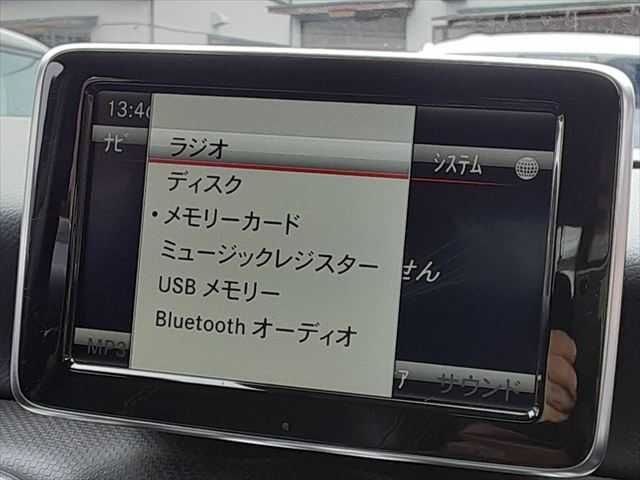 13:4
ナビ
システム
ラジオ
ディスク
・メモリーカード
ミュージックレジスター
USB メモリー
Bluetooth オーディオ
せん
MP3
ア
サウンド